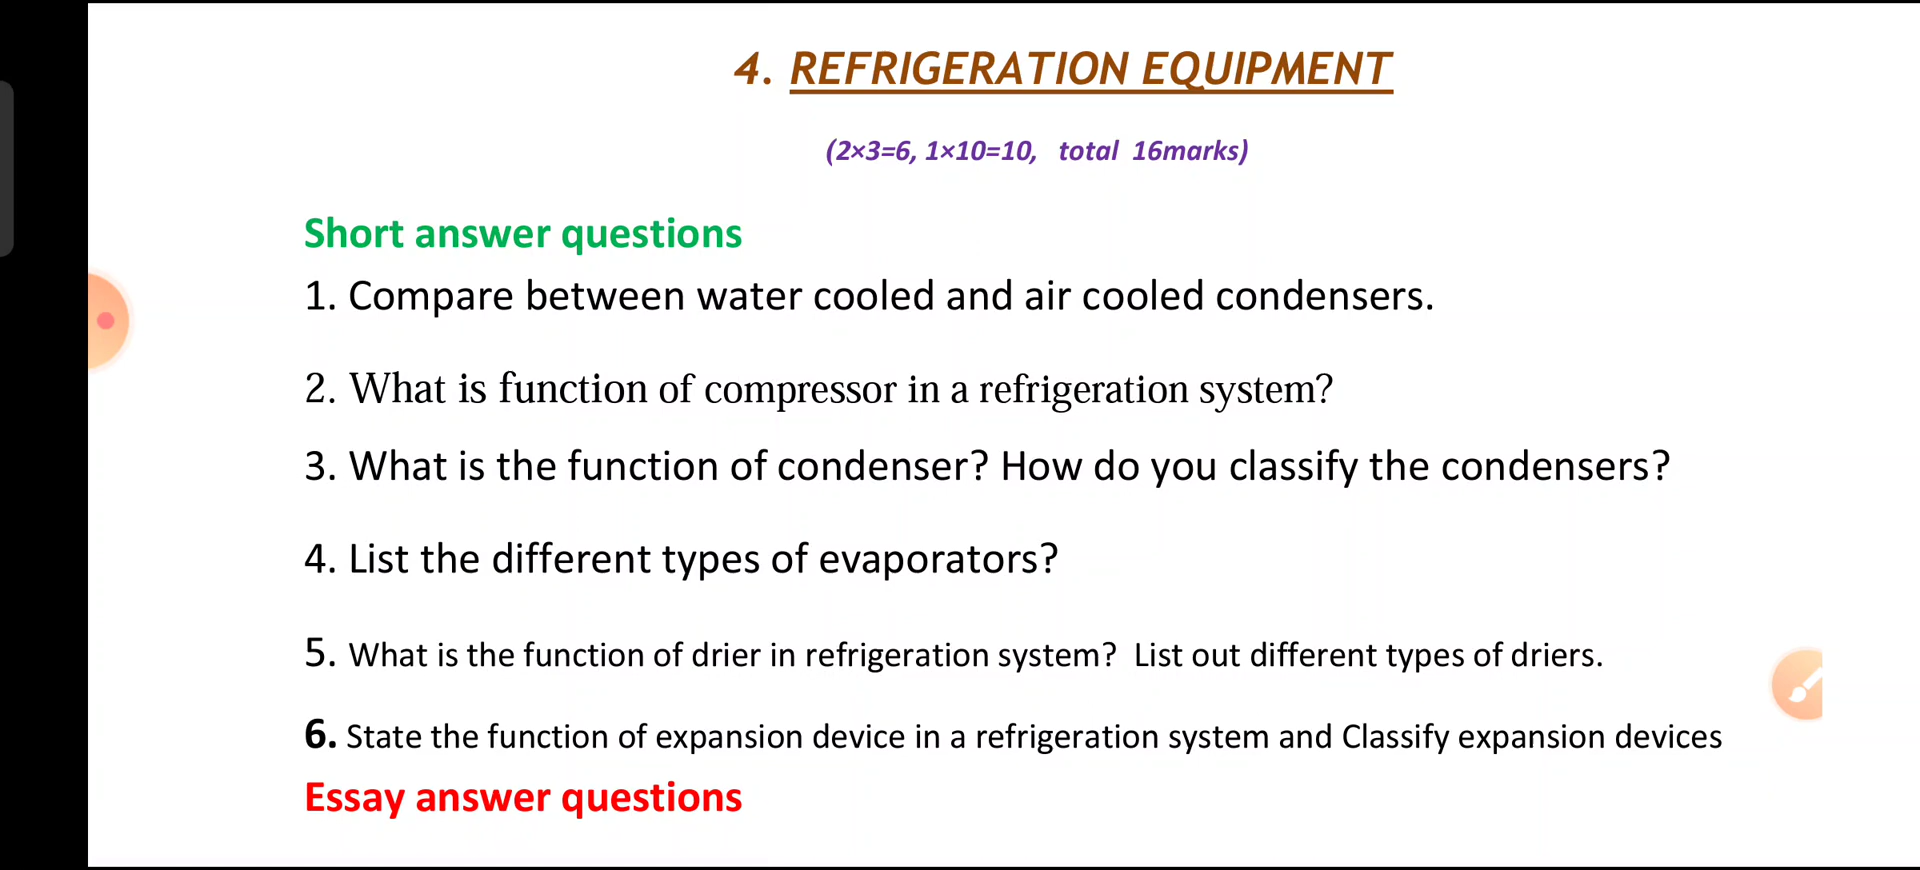 4. REFRIGERATION EQUIPMENT
(2×3=6, 1×10=10, total 16marks)
Short answer questions
1. Compare between water cooled and air cooled condensers.
2. What is function of compressor in a refrigeration system?
3. What is the function of condenser? How do you classify the condensers?
4. List the different types of evaporators?
5. What is the function of drier in refrigeration system? List out different types of driers.
6. State the function of expansion device in a refrigeration system and Classify expansion devices
Essay answer questions